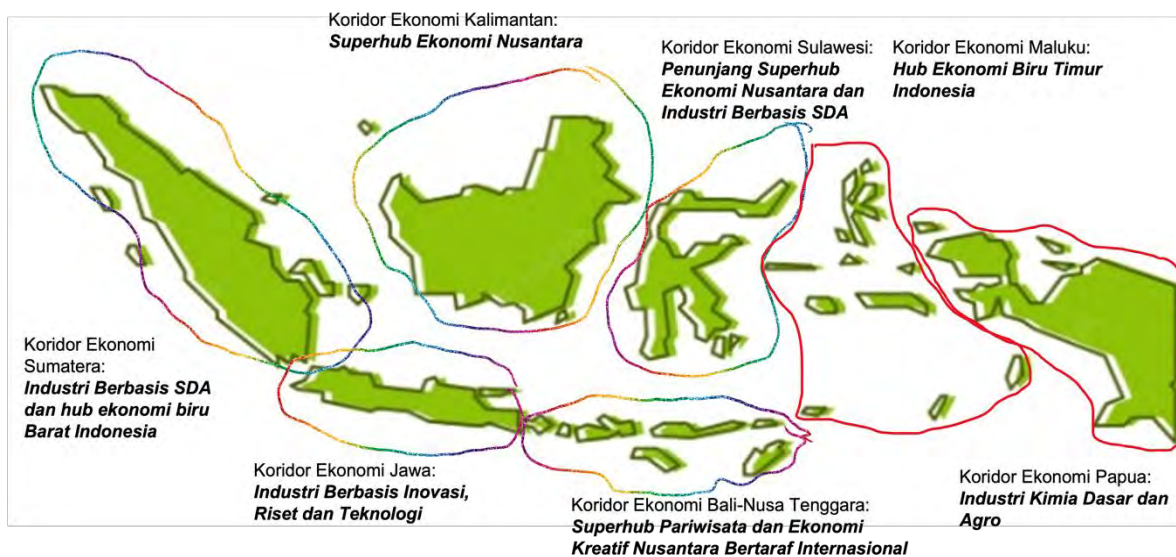 Koridor Ekonomi Kalimantan:
Superhub Ekonomi Nusantara
Koridor Ekonomi Sulawesi:
Penunjang Superhub
Ekonomi Nusantara dan
Industri Berbasis SDA
Koridor Ekonomi Maluku:
Hub Ekonomi Biru Timur
Indonesia
Koridor Ekonomi
Sumatera:
Industri Berbasis SDA
dan hub ekonomi biru
Barat Indonesia
Koridor Ekonomi Jawa:
Industri Berbasis Inovasi,
Riset dan Teknologi
Koridor Ekonomi Bali-Nusa Tenggara:
Superhub Pariwisata dan Ekonomi
Kreatif Nusantara Bertaraf Internasional
Koridor Ekonomi Papua:
Industri Kimia Dasar dan
Agro